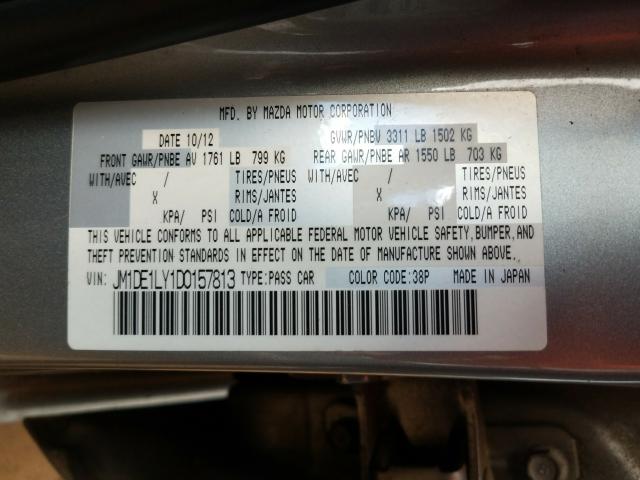 MFD. BY MAZDA MOTOR CORPORATION
DATE 10/12 GVWR/PNBV 3311 LB 1502 KG
FRONT GAWR/PNBE AV 1761 LB 799 KG REAR GAWR/PNBE AR 1550 LB 703 KG
WITH/AVEC / TIRES/PNEUS WITH/AVEC / TIRES/PNEUS
X RIMS/JANTES X RIMS/JANTES
KPA/ PSI COLD/A FROID KPA/ PSI COLD/A FROID
THIS VEHICLE CONFORMS TO ALL APPLICABLE FEDERAL MOTOR VEHICLE SAFETY,BUMPER,AND
THEFT PREVENTION STANDARDS IN EFFECT ON THE DATE OF MANUFACTURE SHOWN ABOVE.
VIN: JM1DE1LY1D0157813 TYPE:PASS CAR COLOR CODE:38P MADE IN JAPAN